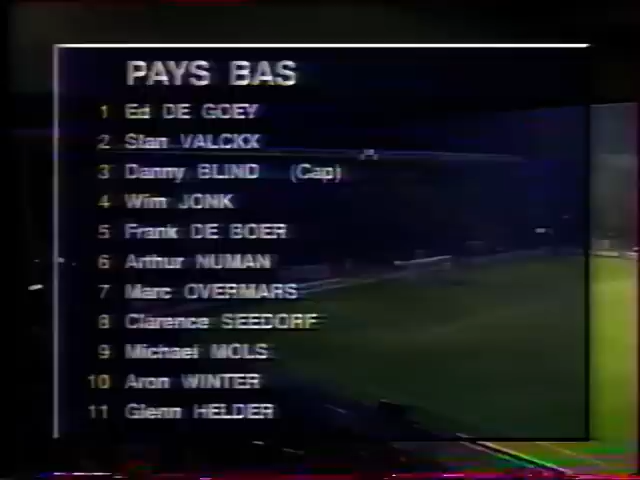 PAYS BAS
1 Ed DE GOEY
2 Stan VALCKX
3 Danny BLIND (Cap)
4 Wim JONK
5 Frank DE BOER
6 Arthur NUMAN
7 Marc OVERMARS
8 Clarence SEEDORF
9 Michael MOLS
10 Aron WINTER
11 Glenn HELDER